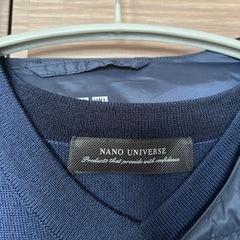 NANO UNIVERSE
Products that provide with confidence